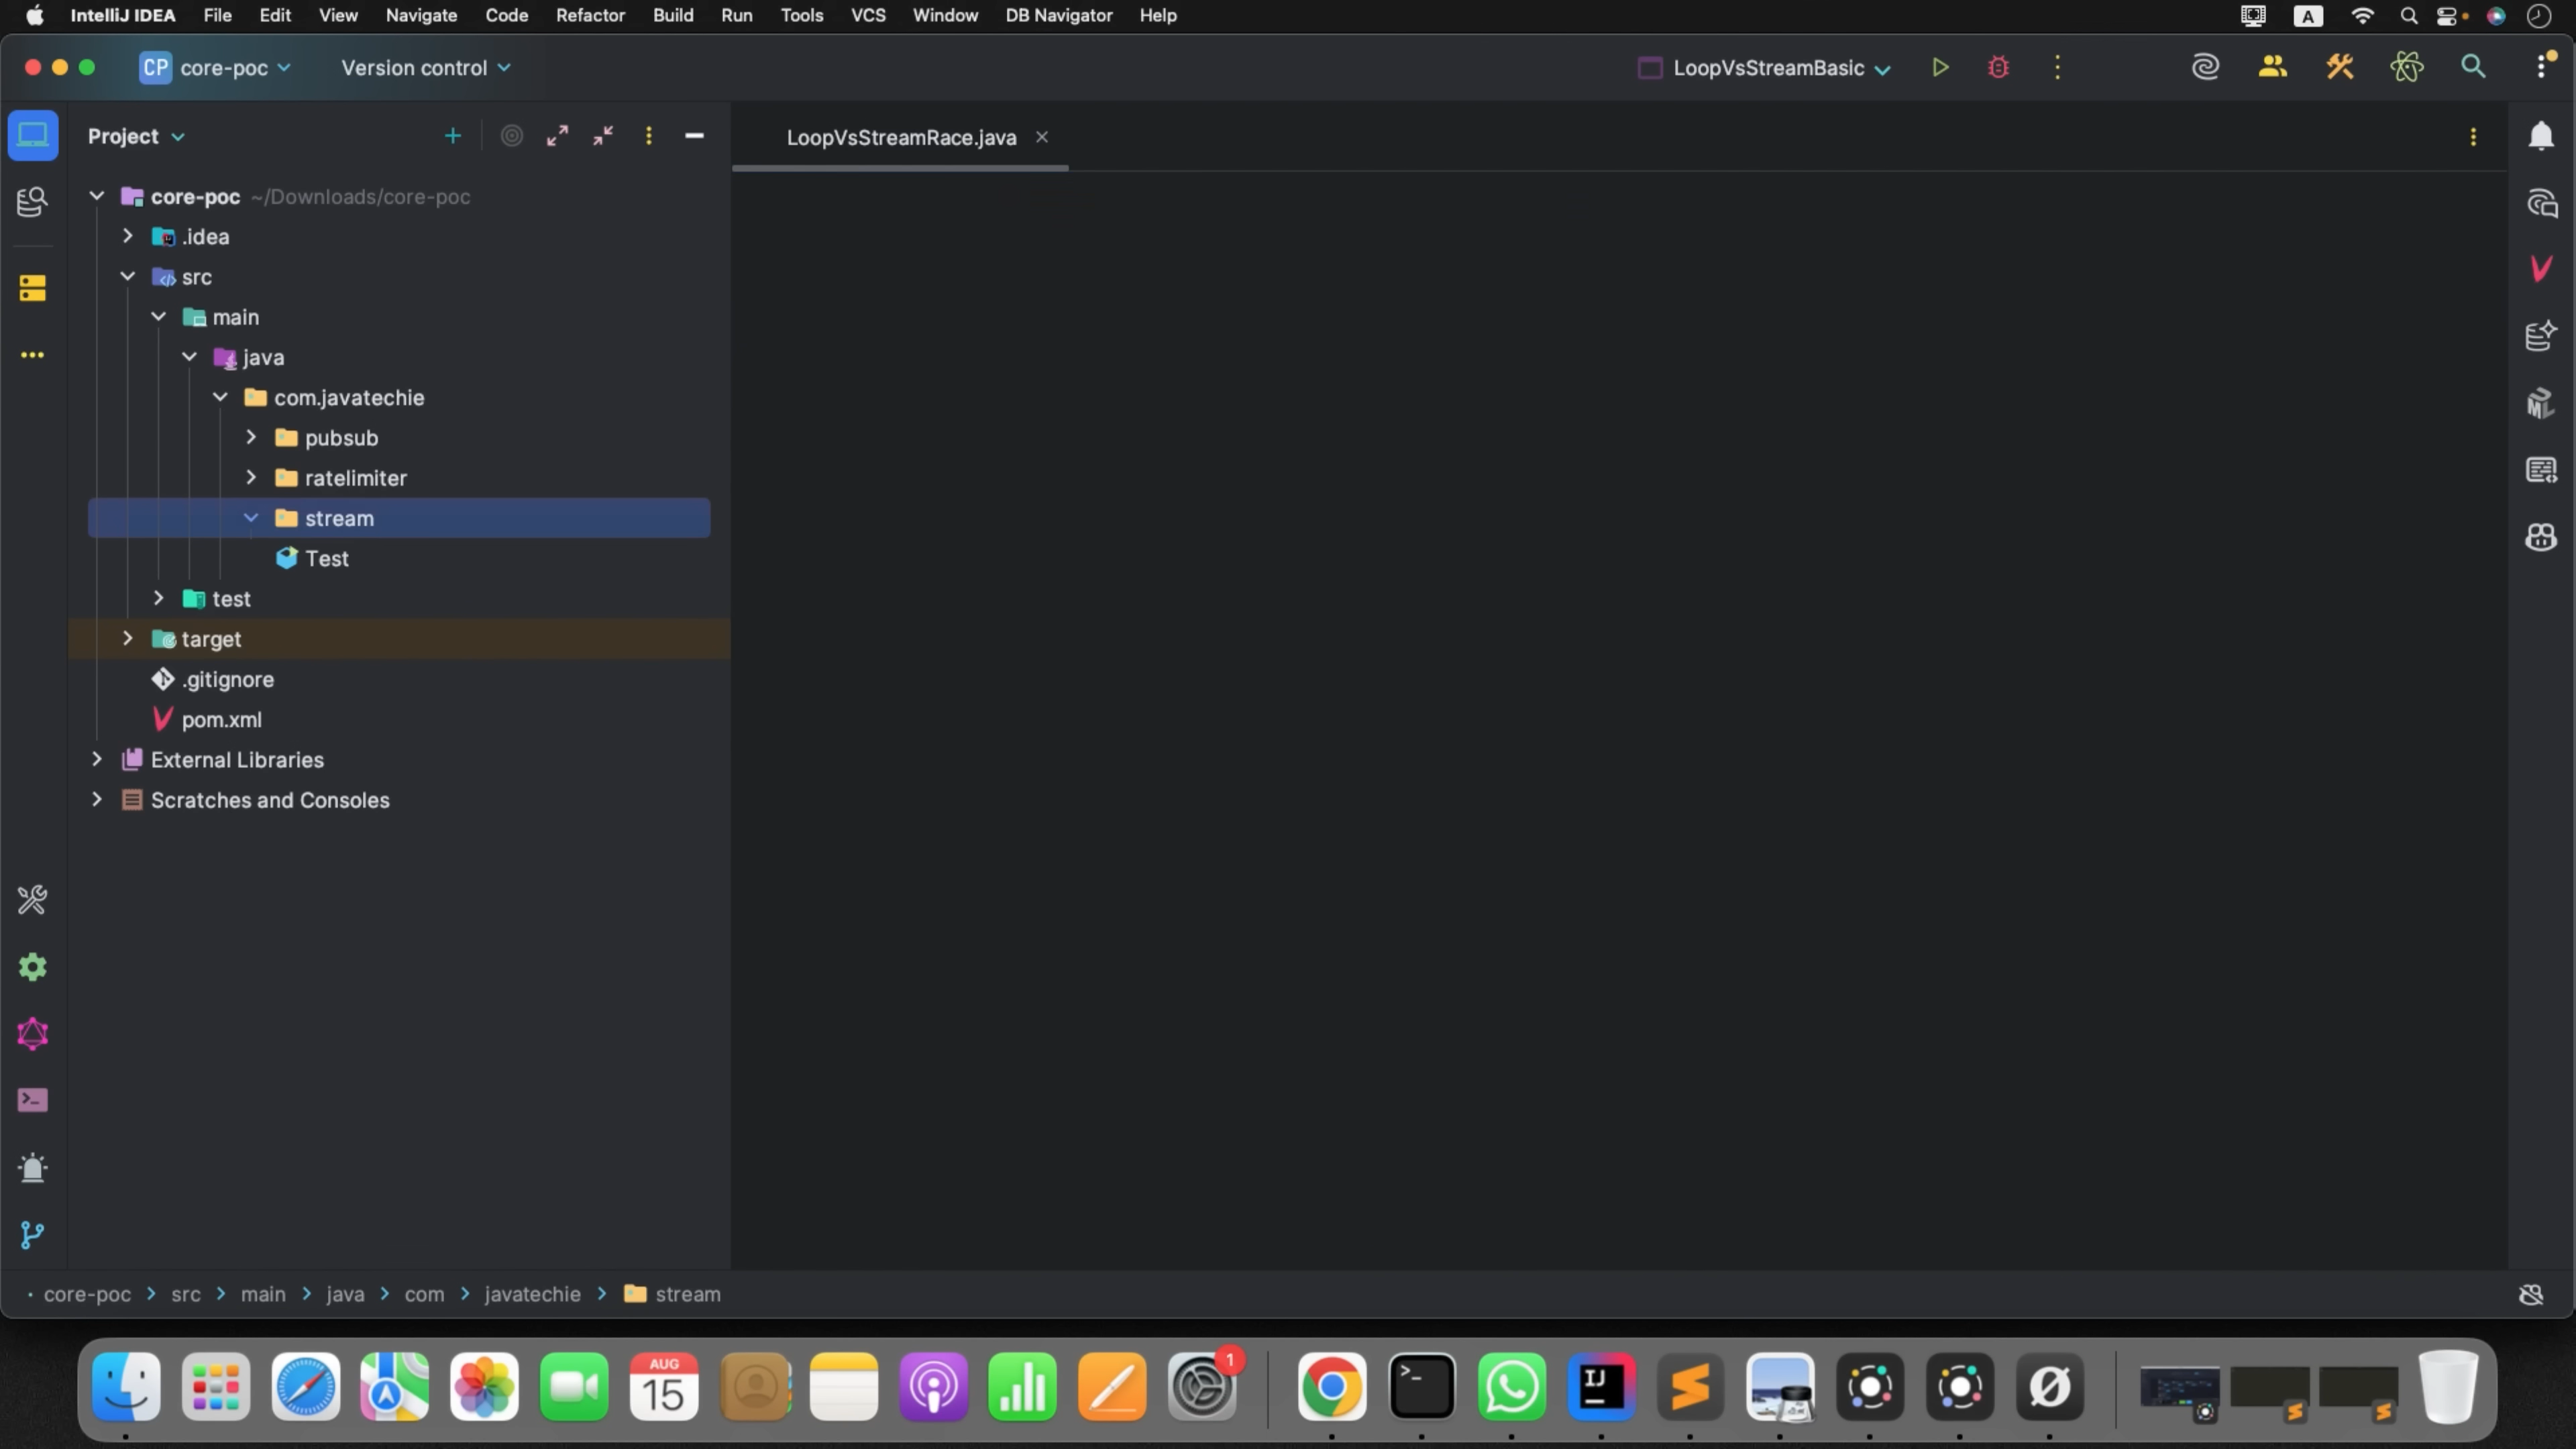 IntelliJ IDEA File Edit View Navigate Code Refactor Build Run Tools VCS Window DB Navigator Help A
CP core-poc Version control LoopVsStreamBasic
Project
LoopVsStreamRace.java
core-poc ~/Downloads/core-poc
.idea
src
main
java
com.javatechie
pubsub
ratelimiter
stream
Test
test
target
.gitignore
pom.xml
External Libraries
Scratches and Consoles
core-poc src main java com javatechie stream
AUG
15
1
IJ